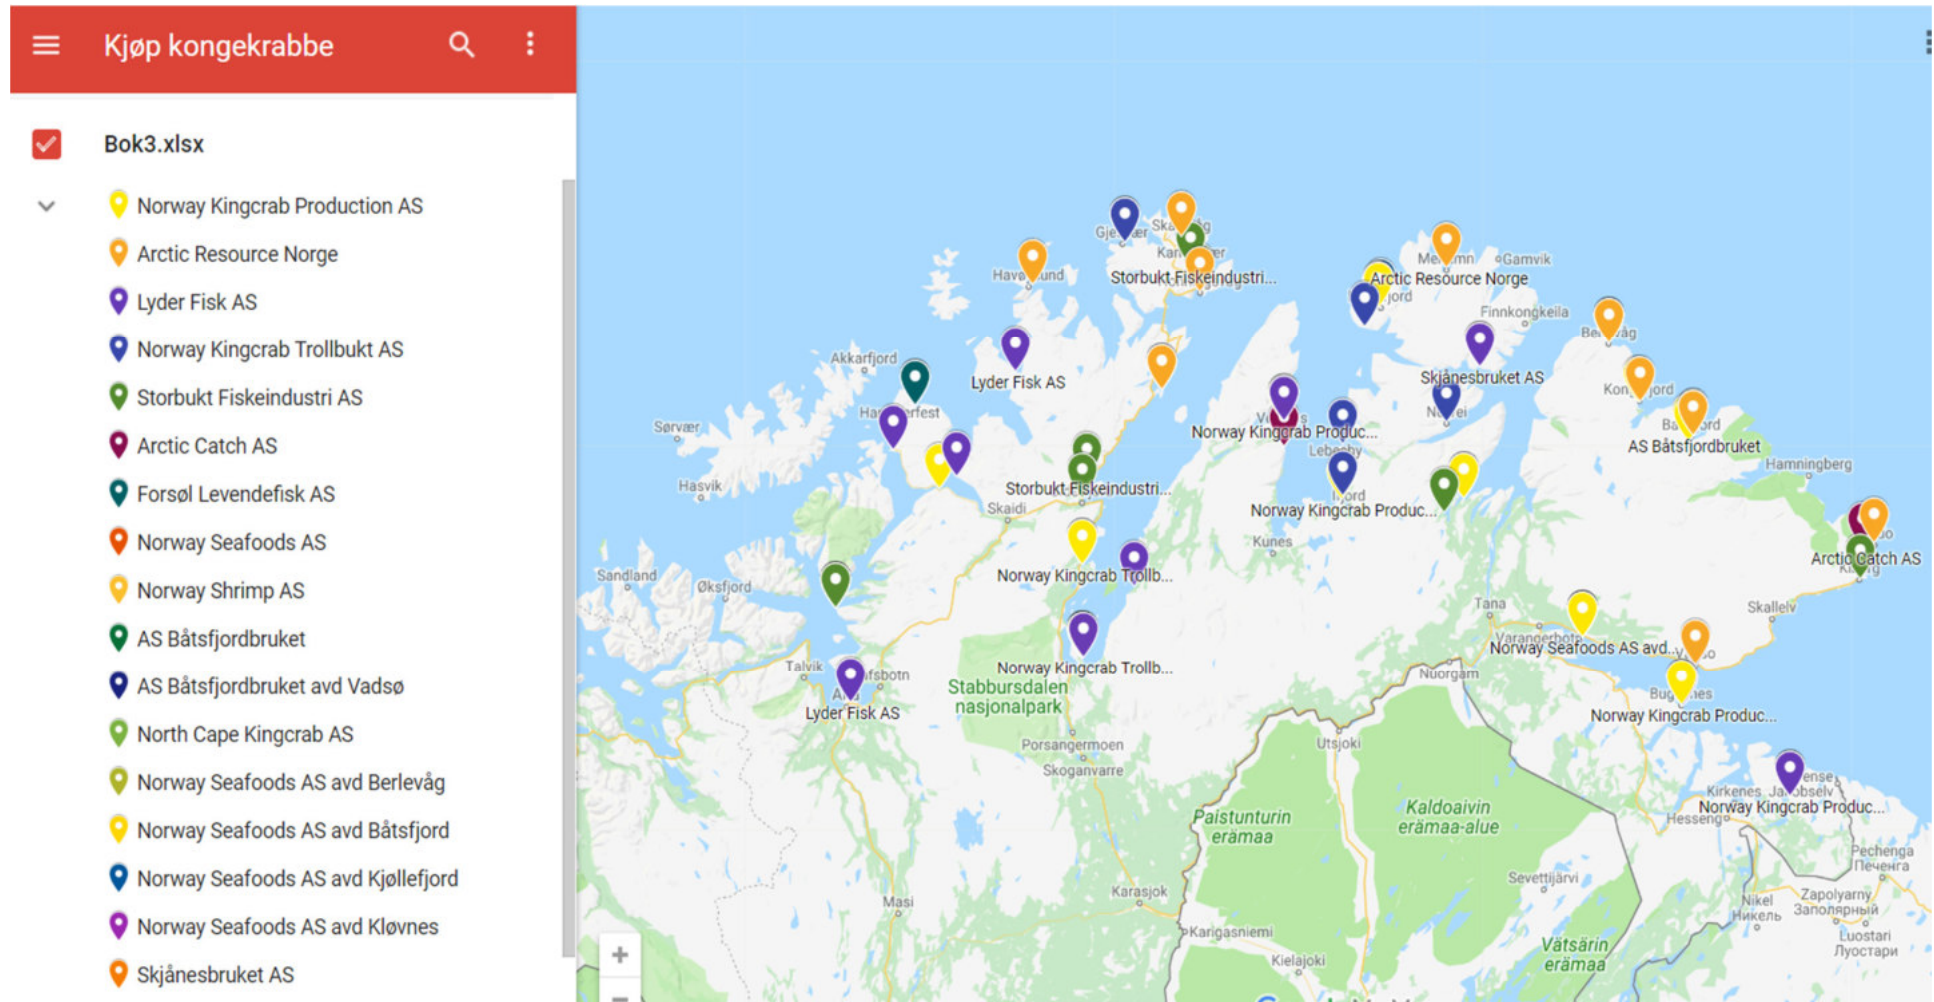 Kjøp kongekrabbe
Bok3.xlsx
Norway Kingcrab Production AS
Arctic Resource Norge
Lyder Fisk AS
Norway Kingcrab Trollbukt AS
Storbukt Fiskeindustri AS
Arctic Catch AS
Forsøl Levendefisk AS
Norway Seafoods AS
Norway Shrimp AS
AS Båtsfjordbruket
AS Båtsfjordbruket avd Vadsø
North Cape Kingcrab AS
Norway Seafoods AS avd Berlevåg
Norway Seafoods AS avd Båtsfjord
Norway Seafoods AS avd Kjøllefjord
Norway Seafoods AS avd Kløvnes
Skjånesbruket AS
Storbukt Fiskeindustri...
Arctic Resource Norge
Gamvik
Finnkongkeila
Akkarfjord
Lyder Fisk AS
Skjånesbruket AS
Sørvær
Norway Kingcrab Produc...
Lebesby
AS Båtsfjordbruket
Hamningberg
Hasvik
Storbukt Fiskeindustri...
Skaidi
Norway Kingcrab Produc...
Kunes
Arctic Catch AS
Sandland
Øksfjord
Norway Kingcrab Trollb...
Tana
Skallelv
Varangerbotn
Norway Seafoods AS avd...
Talvik
Norway Kingcrab Trollb...
Nuorgam
Stabbursdalen
nasjonalpark
Lyder Fisk AS
Norway Kingcrab Produc...
Porsangermoen
Utsjoki
Skoganvarre
Kirkenes
Norway Kingcrab Produc...
Hesseng
Paistunturin
erämaa
Kaldoaivin
erämaa-alue
Pechenga
Печенга
Sevettijärvi
Karasjok
Masi
Nikel
Никель
Zapolyarny
Заполярный
Karigasniemi
Luostari
Луостари
Vätsärin
erämaa
Kielajoki